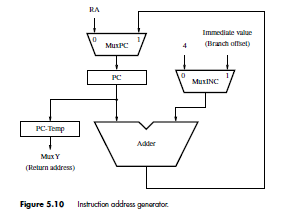 RA
Immediate value
4 (Branch offset)
0 MuxPC 1
0 MuxINC 1
PC
PC-Temp
Adder
MuxY
(Return address)
Figure 5.10 Instruction address generator.